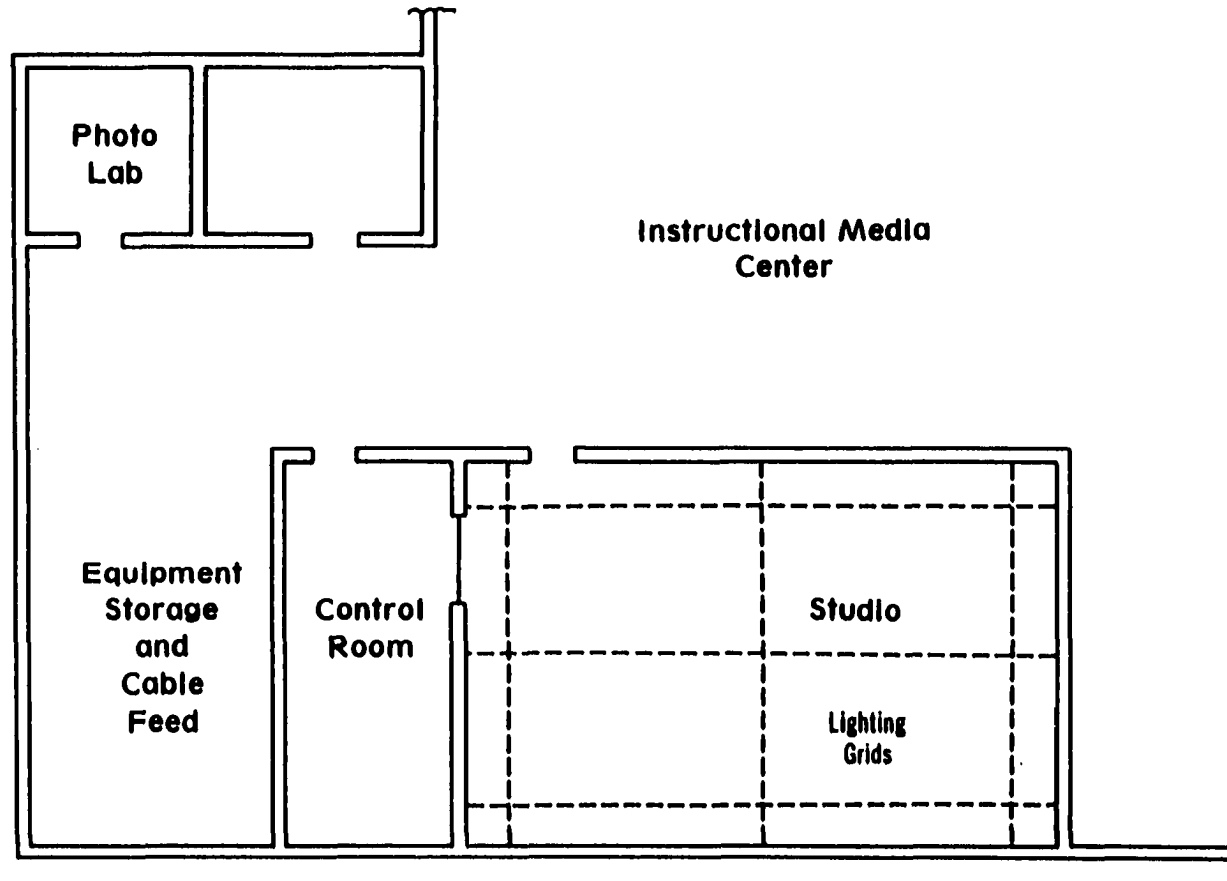 Photo
Lab
Instructional Media
Center
Equipment
Storage
and
Cable
Feed
Control
Room
Studio
Lighting
Grids